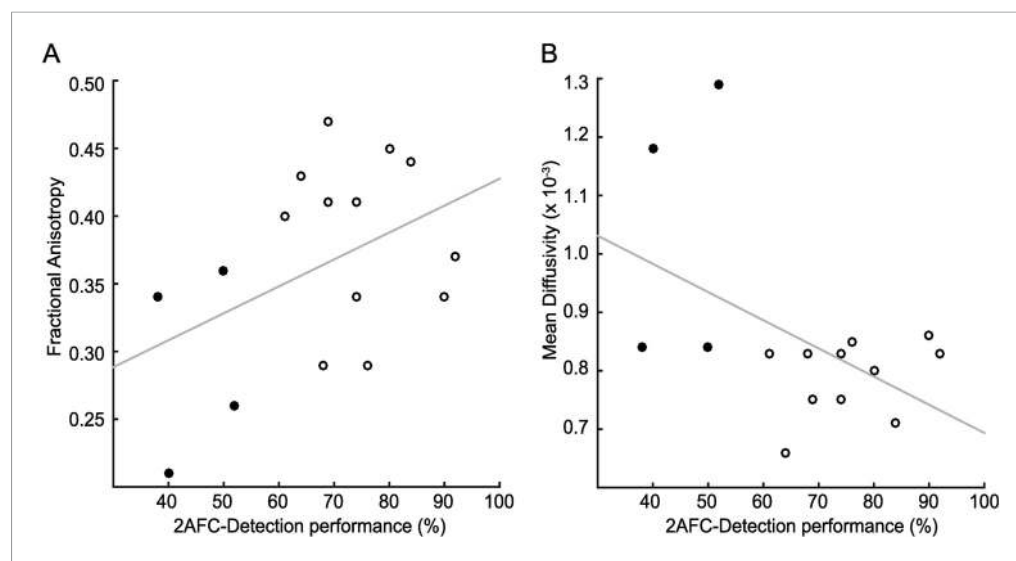 A
Fractional Anisotropy
0.50
0.45
0.40
0.35
0.30
0.25
40 50 60 70 80 90 100
2AFC-Detection performance (%)
B
Mean Diffusivity (x 10⁻³)
1.3
1.2
1.1
1.0
0.9
0.8
0.7
40 50 60 70 80 90 100
2AFC-Detection performance (%)